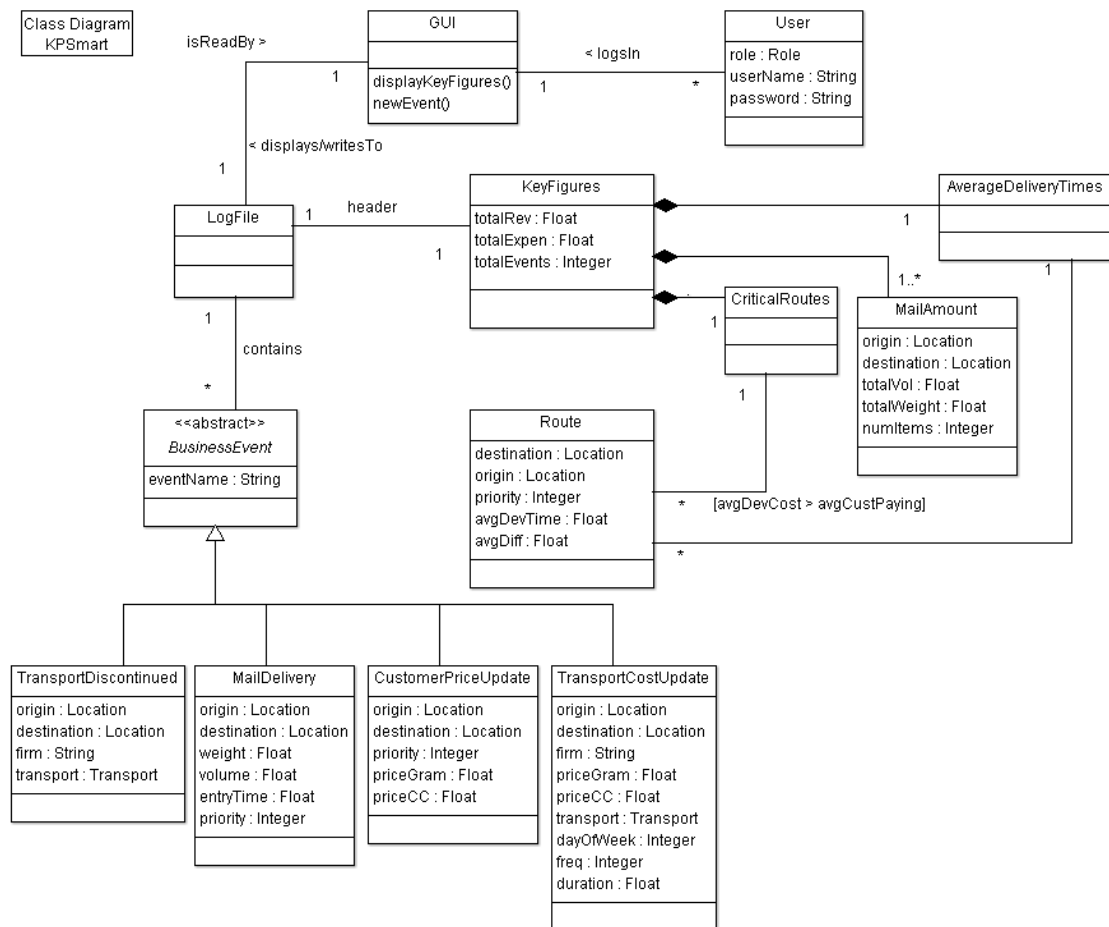 Class Diagram
KPSmart
GUI
displayKeyFigures()
newEvent()
User
role : Role
userName : String
password : String
isReadBy >
1
< logsIn
1
*
< displays/writesTo
1
LogFile
1
header
1
KeyFigures
totalRev : Float
totalExpen : Float
totalEvents : Integer
AverageDeliveryTimes
1
1
1..*
CriticalRoutes
1
1
MailAmount
origin : Location
destination : Location
totalVol : Float
totalWeight : Float
numItems : Integer
1
contains
*
<<abstract>>
BusinessEvent
eventName : String
Route
destination : Location
origin : Location
priority : Integer
avgDevTime : Float
avgDiff : Float
*
[avgDevCost > avgCustPaying]
*
TransportDiscontinued
origin : Location
destination : Location
firm : String
transport : Transport
MailDelivery
origin : Location
destination : Location
weight : Float
volume : Float
entryTime : Float
priority : Integer
CustomerPriceUpdate
origin : Location
destination : Location
priority : Integer
priceGram : Float
priceCC : Float
TransportCostUpdate
origin : Location
destination : Location
firm : String
priceGram : Float
priceCC : Float
transport : Transport
dayOfWeek : Integer
freq : Integer
duration : Float